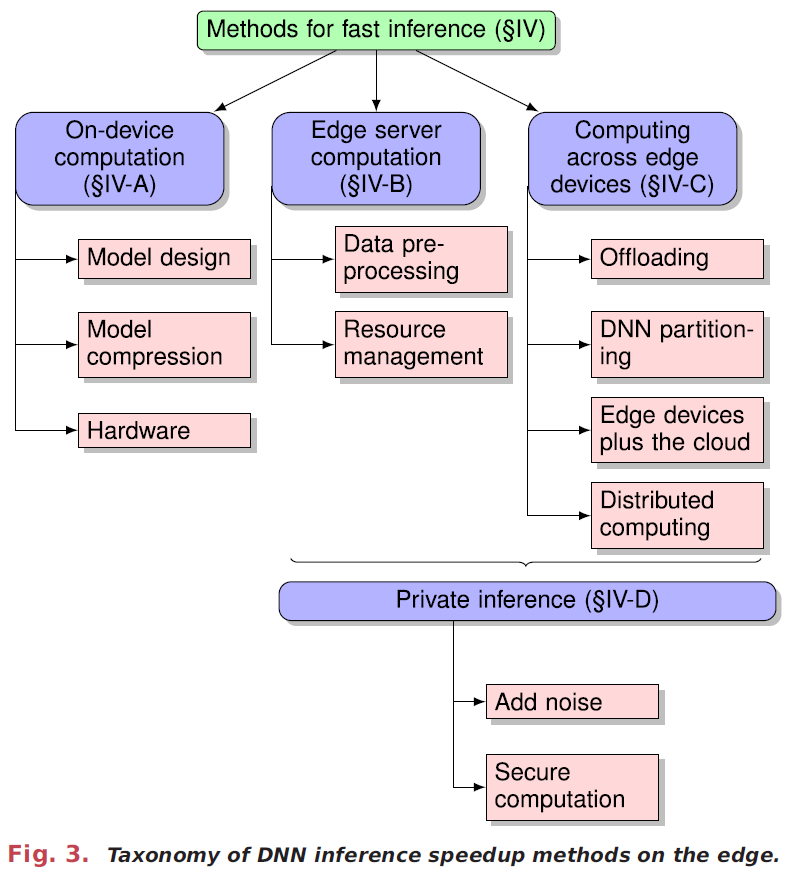 Methods for fast inference (§IV)
On-device
computation
(§IV-A)
Edge server
computation
(§IV-B)
Computing
across edge
devices (§IV-C)
Model design
Model
compression
Hardware
Data pre-
processing
Resource
management
Offloading
DNN partition-
ing
Edge devices
plus the cloud
Distributed
computing
Private inference (§IV-D)
Add noise
Secure
computation
Fig. 3. Taxonomy of DNN inference speedup methods on the edge.